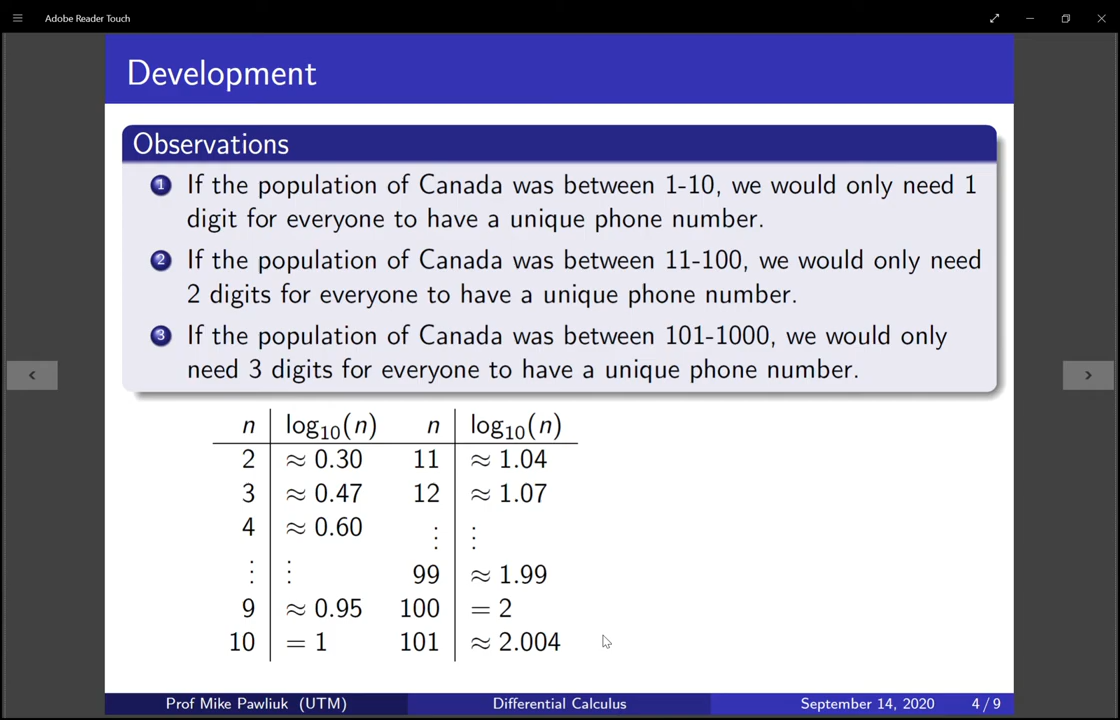 Adobe Reader Touch
Development
Observations
1 If the population of Canada was between 1-10, we would only need 1
digit for everyone to have a unique phone number.
2 If the population of Canada was between 11-100, we would only need
2 digits for everyone to have a unique phone number.
3 If the population of Canada was between 101-1000, we would only
need 3 digits for everyone to have a unique phone number.
n log₁₀(n) n log₁₀(n)
2 ≈ 0.30 11 ≈ 1.04
3 ≈ 0.47 12 ≈ 1.07
4 ≈ 0.60 ⋮ ⋮
⋮ ⋮ 99 ≈ 1.99
9 ≈ 0.95 100 = 2
10 = 1 101 ≈ 2.004
Prof Mike Pawliuk (UTM) Differential Calculus September 14, 2020 4 / 9